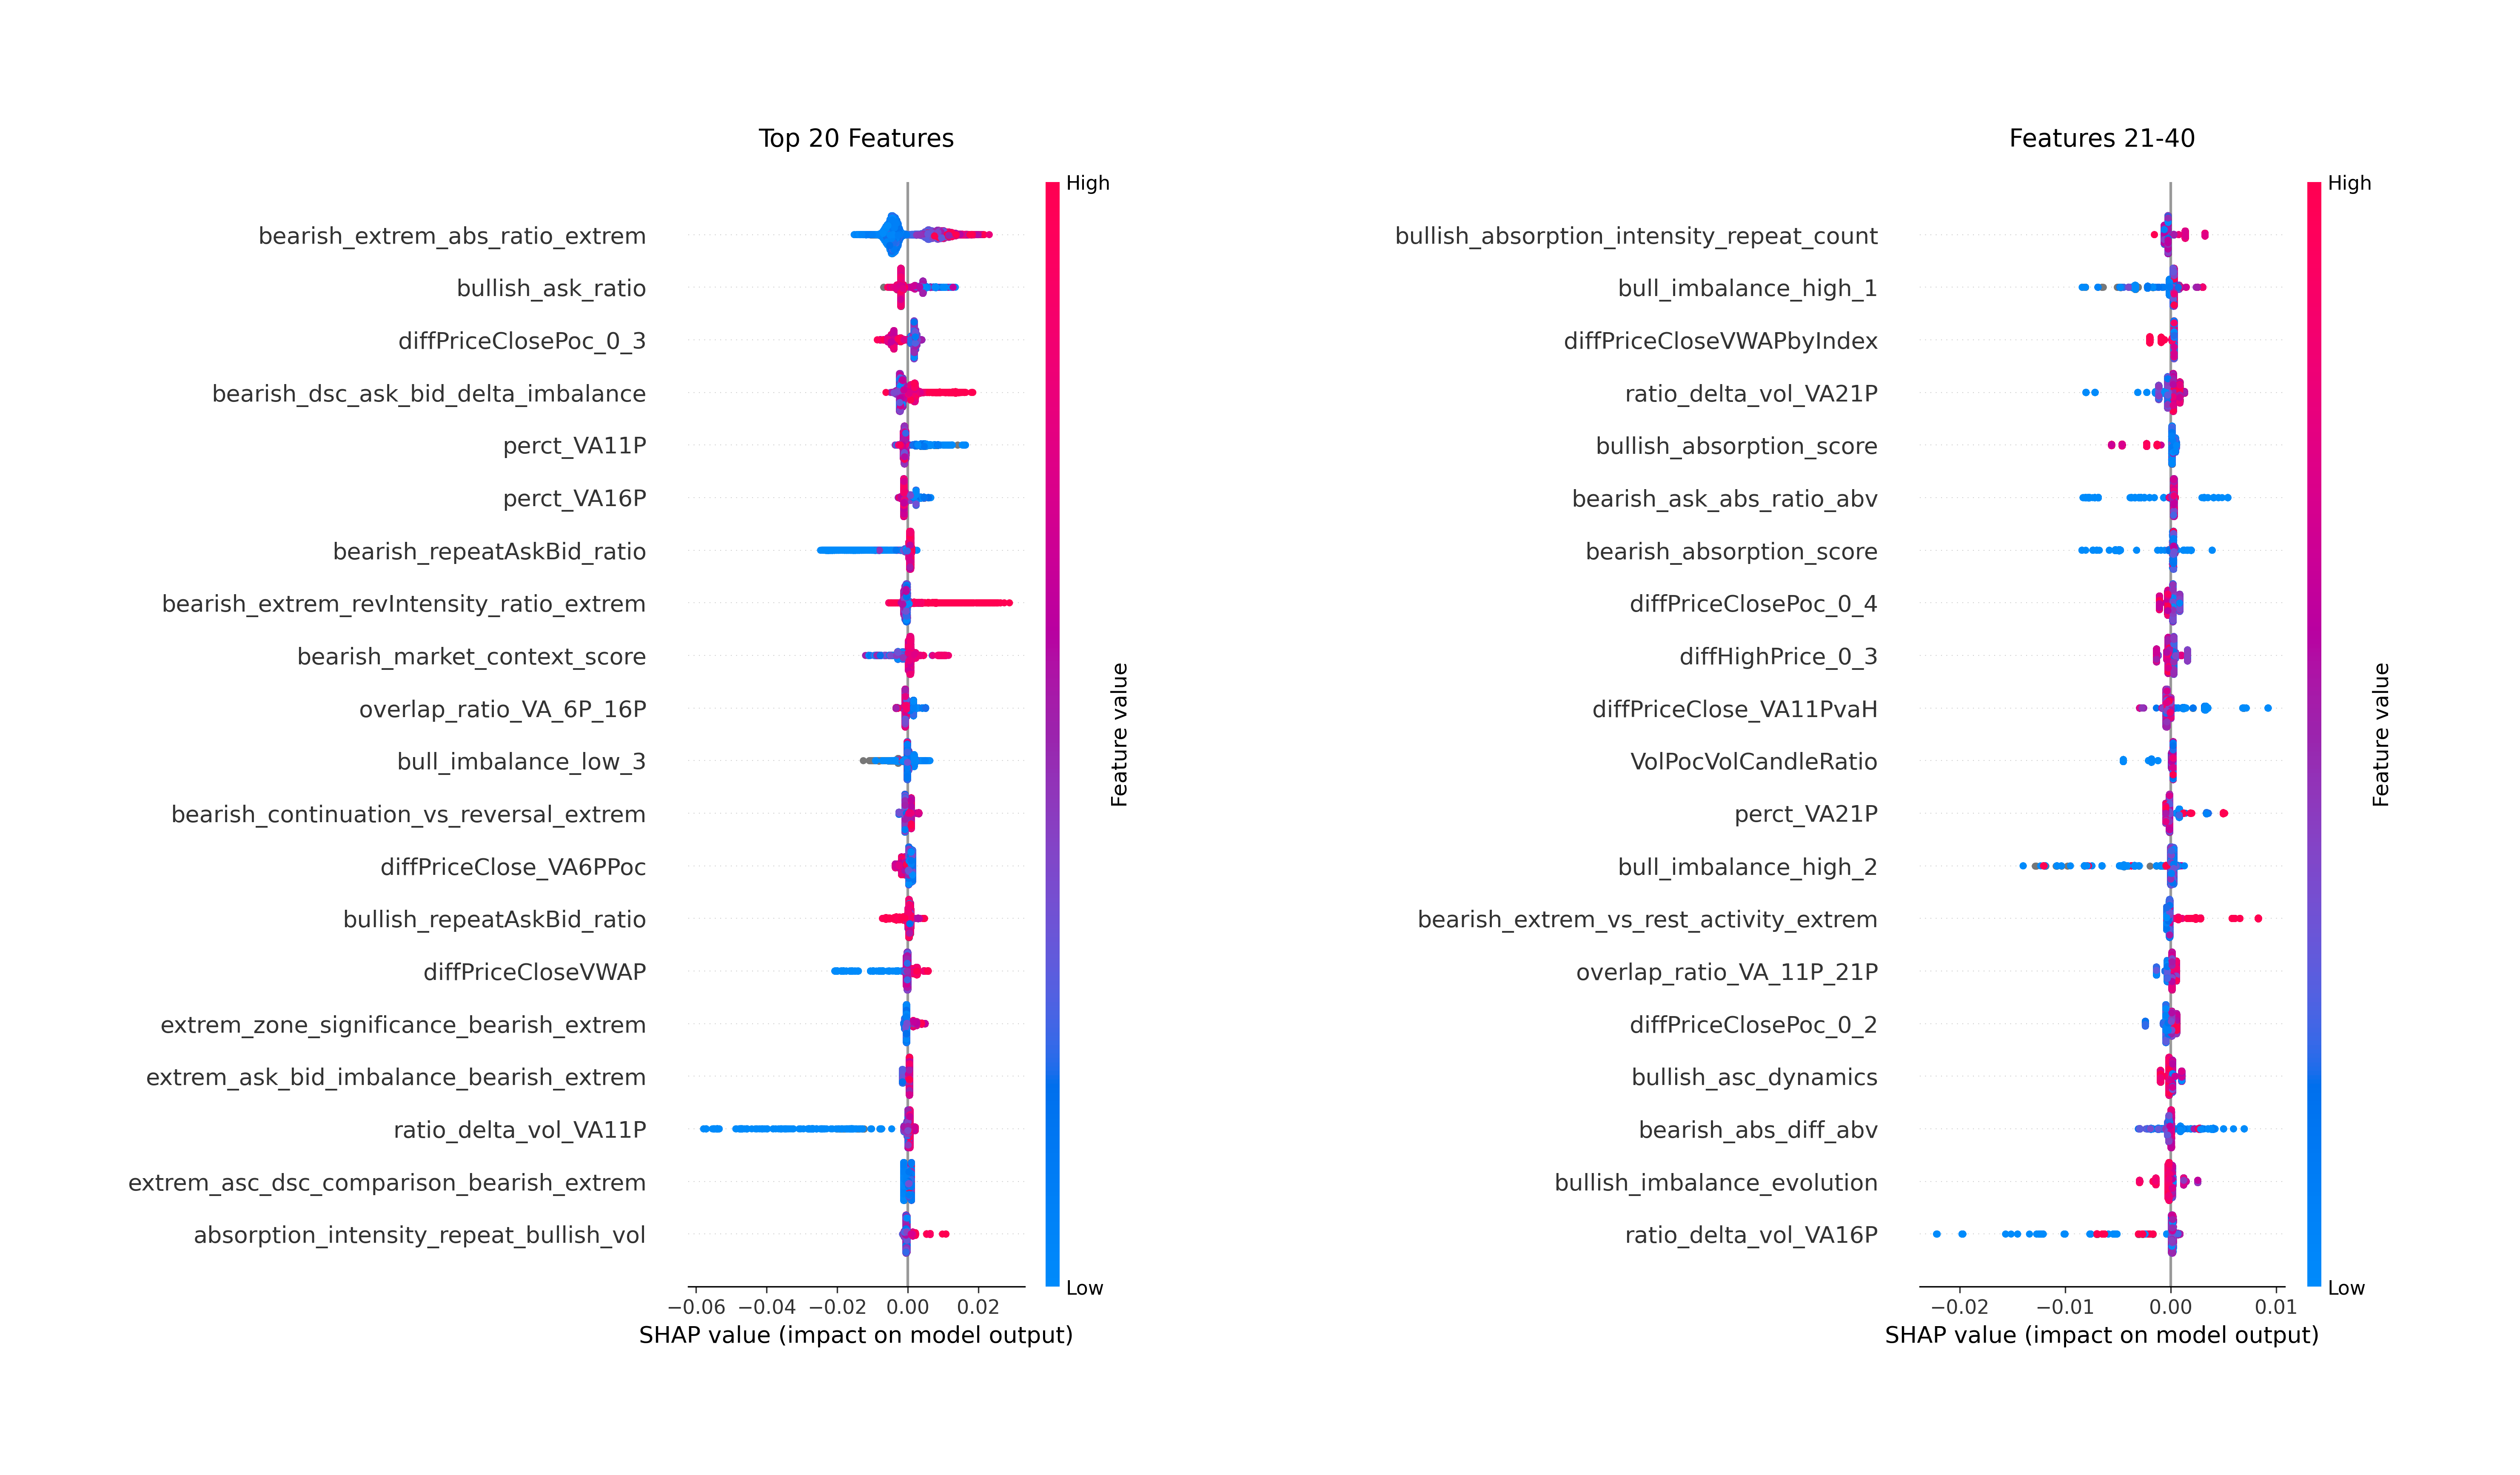 Top 20 Features
High
bearish_extrem_abs_ratio_extrem
bullish_ask_ratio
diffPriceClosePoc_0_3
bearish_dsc_ask_bid_delta_imbalance
perct_VA11P
perct_VA16P
bearish_repeatAskBid_ratio
bearish_extrem_revIntensity_ratio_extrem
bearish_market_context_score
overlap_ratio_VA_6P_16P
bull_imbalance_low_3
bearish_continuation_vs_reversal_extrem
diffPriceClose_VA6PPoc
bullish_repeatAskBid_ratio
diffPriceCloseVWAP
extrem_zone_significance_bearish_extrem
extrem_ask_bid_imbalance_bearish_extrem
ratio_delta_vol_VA11P
extrem_asc_dsc_comparison_bearish_extrem
absorption_intensity_repeat_bullish_vol
Feature value
Low
−0.06 −0.04 −0.02 0.00 0.02
SHAP value (impact on model output)
Features 21-40
High
bullish_absorption_intensity_repeat_count
bull_imbalance_high_1
diffPriceCloseVWAPbyIndex
ratio_delta_vol_VA21P
bullish_absorption_score
bearish_ask_abs_ratio_abv
bearish_absorption_score
diffPriceClosePoc_0_4
diffHighPrice_0_3
diffPriceClose_VA11PvaH
VolPocVolCandleRatio
perct_VA21P
bull_imbalance_high_2
bearish_extrem_vs_rest_activity_extrem
overlap_ratio_VA_11P_21P
diffPriceClosePoc_0_2
bullish_asc_dynamics
bearish_abs_diff_abv
bullish_imbalance_evolution
ratio_delta_vol_VA16P
Feature value
Low
−0.02 −0.01 0.00 0.01
SHAP value (impact on model output)